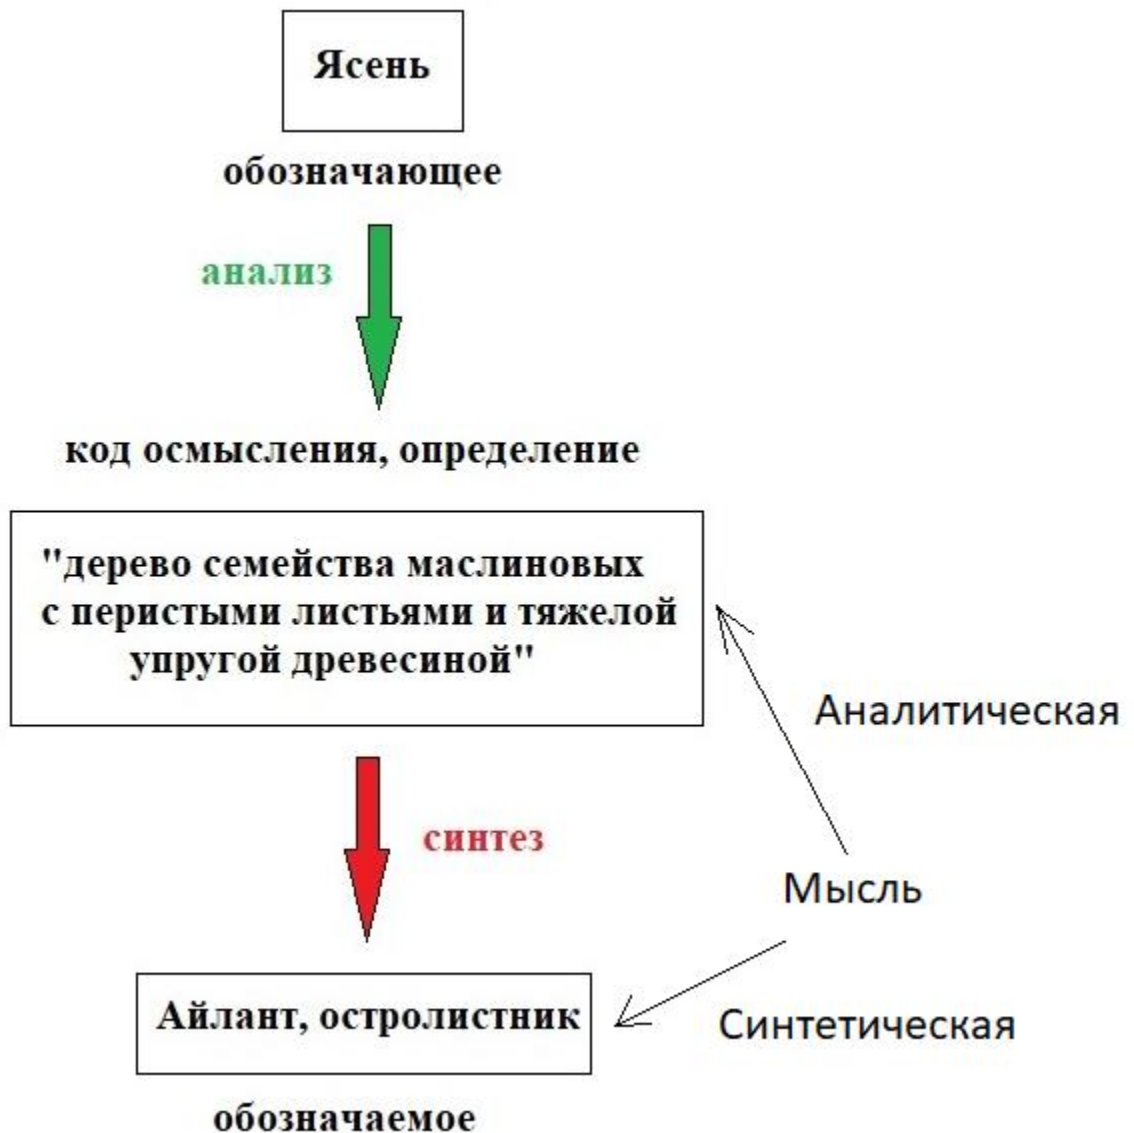 Ясень
обозначающее
анализ
код осмысления, определение
"дерево семейства маслиновых
с перистыми листьями и тяжелой
упругой древесиной"
Аналитическая
синтез
Мысль
Айлант, остролистник
Синтетическая
обозначаемое